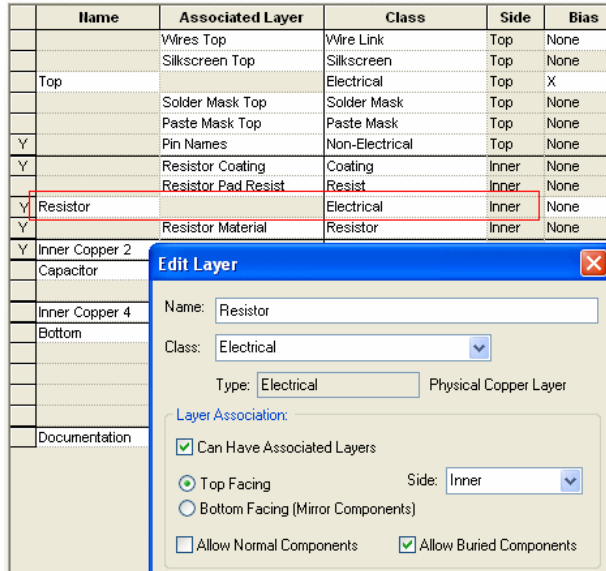 Name Associated Layer Class Side Bias
Wires Top Wire Link Top None
Silkscreen Top Silkscreen Top None
Top Electrical Top X
Solder Mask Top Solder Mask Top None
Paste Mask Top Paste Mask Top None
Y Pin Names Non-Electrical Top None
Y Resistor Coating Coating Inner None
Resistor Pad Resist Resist Inner None
Y Resistor Electrical Inner None
Y Resistor Material Resistor Inner None
Y Inner Copper 2
Capacitor
Inner Copper 4
Bottom
Documentation
Edit Layer
Name: Resistor
Class: Electrical
Type: Electrical Physical Copper Layer
Layer Association:
Can Have Associated Layers
Top Facing Side: Inner
Bottom Facing (Mirror Components)
Allow Normal Components Allow Buried Components